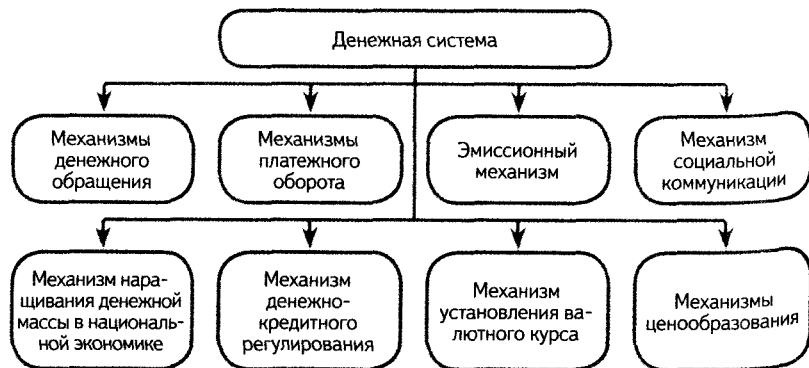 Денежная система
Механизмы
денежного
обращения
Механизмы
платежного
оборота
Эмиссионный
механизм
Механизм
социальной
коммуникации
Механизм нара-
щивания денежной
массы в националь-
ной экономике
Механизм
денежно-
кредитного
регулирования
Механизм
установления ва-
лютного курса
Механизмы
ценообразования